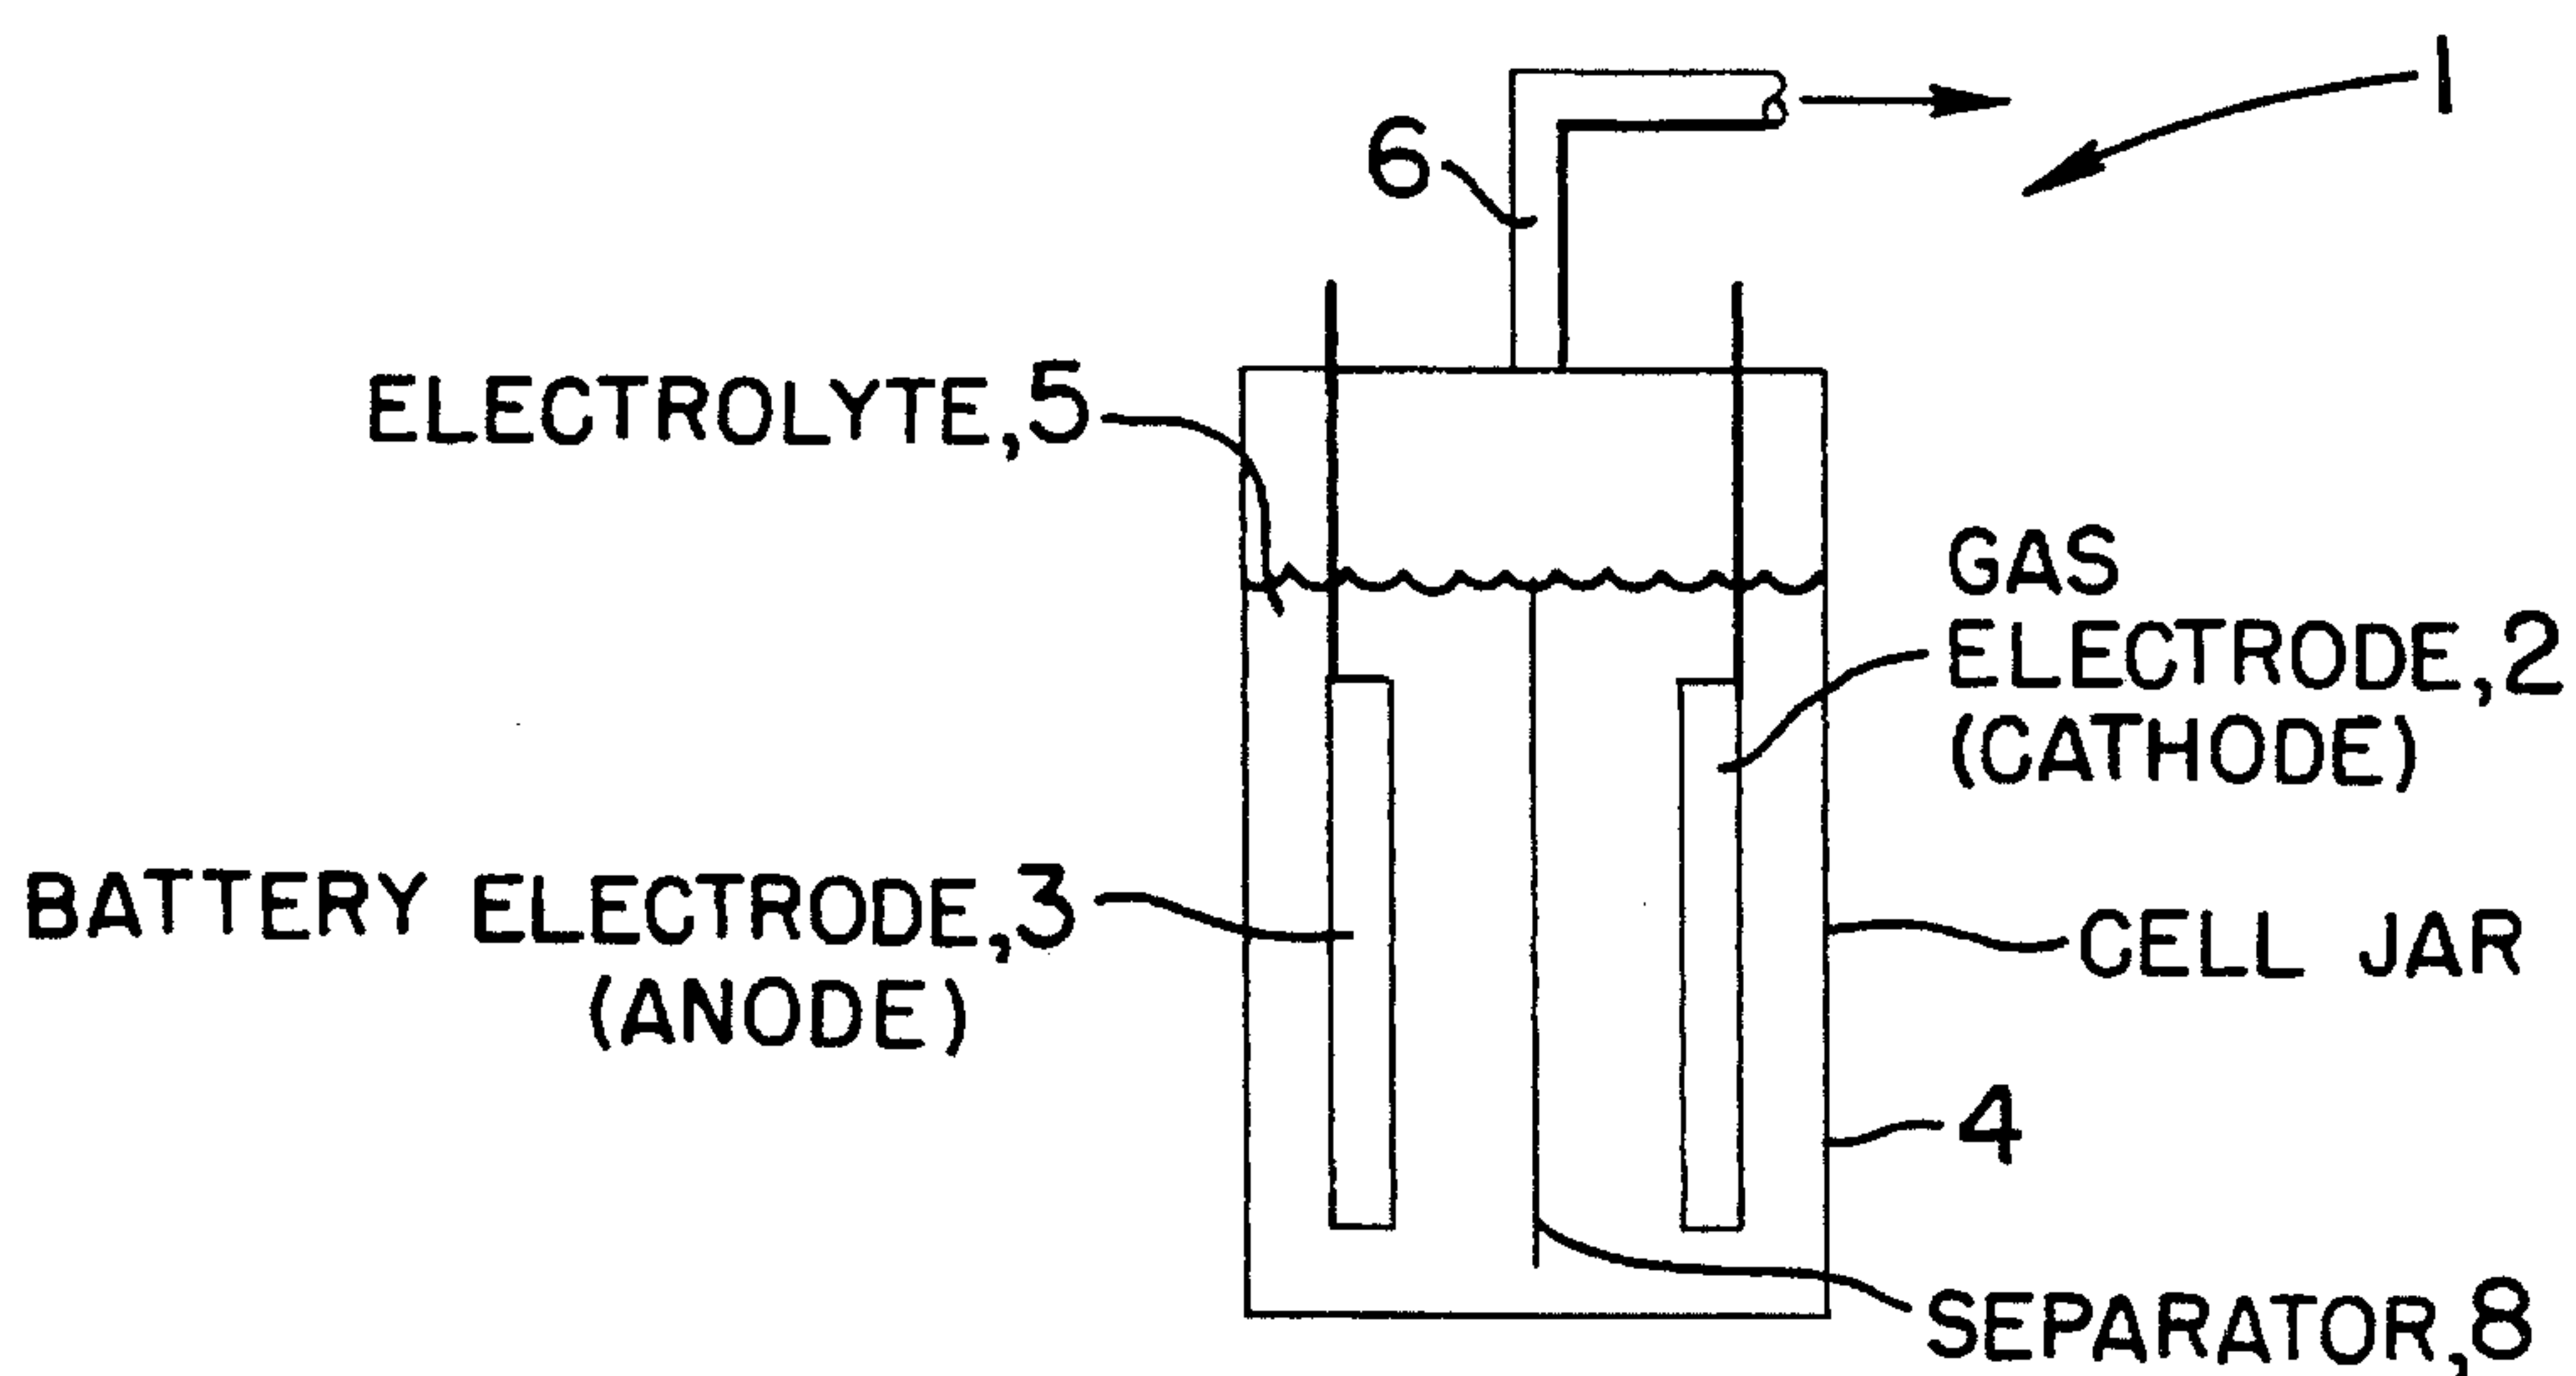 1
6
ELECTROLYTE,5
GAS
ELECTRODE,2
(CATHODE)
BATTERY ELECTRODE,3
(ANODE)
CELL JAR
4
SEPARATOR,8